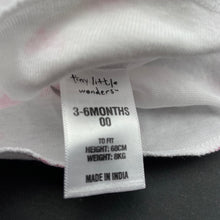 tiny little
wonders~
3-6MONTHS
00
TO FIT
HEIGHT: 68CM
WEIGHT: 8KG
MADE IN INDIA